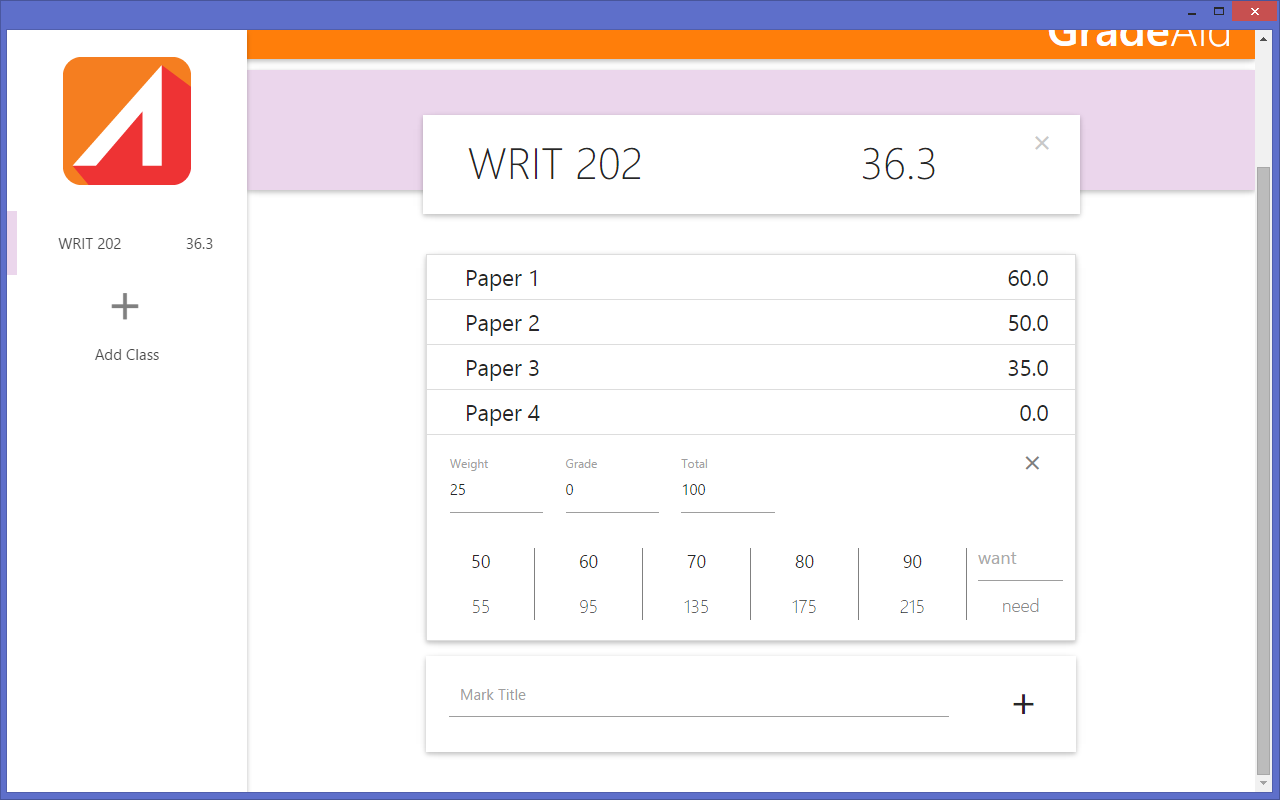 GradeAid
WRIT 202 36.3
Add Class
WRIT 202 36.3
Paper 1 60.0
Paper 2 50.0
Paper 3 35.0
Paper 4 0.0
Weight Grade Total
25 0 100
50 60 70 80 90 want
55 95 135 175 215 need
Mark Title